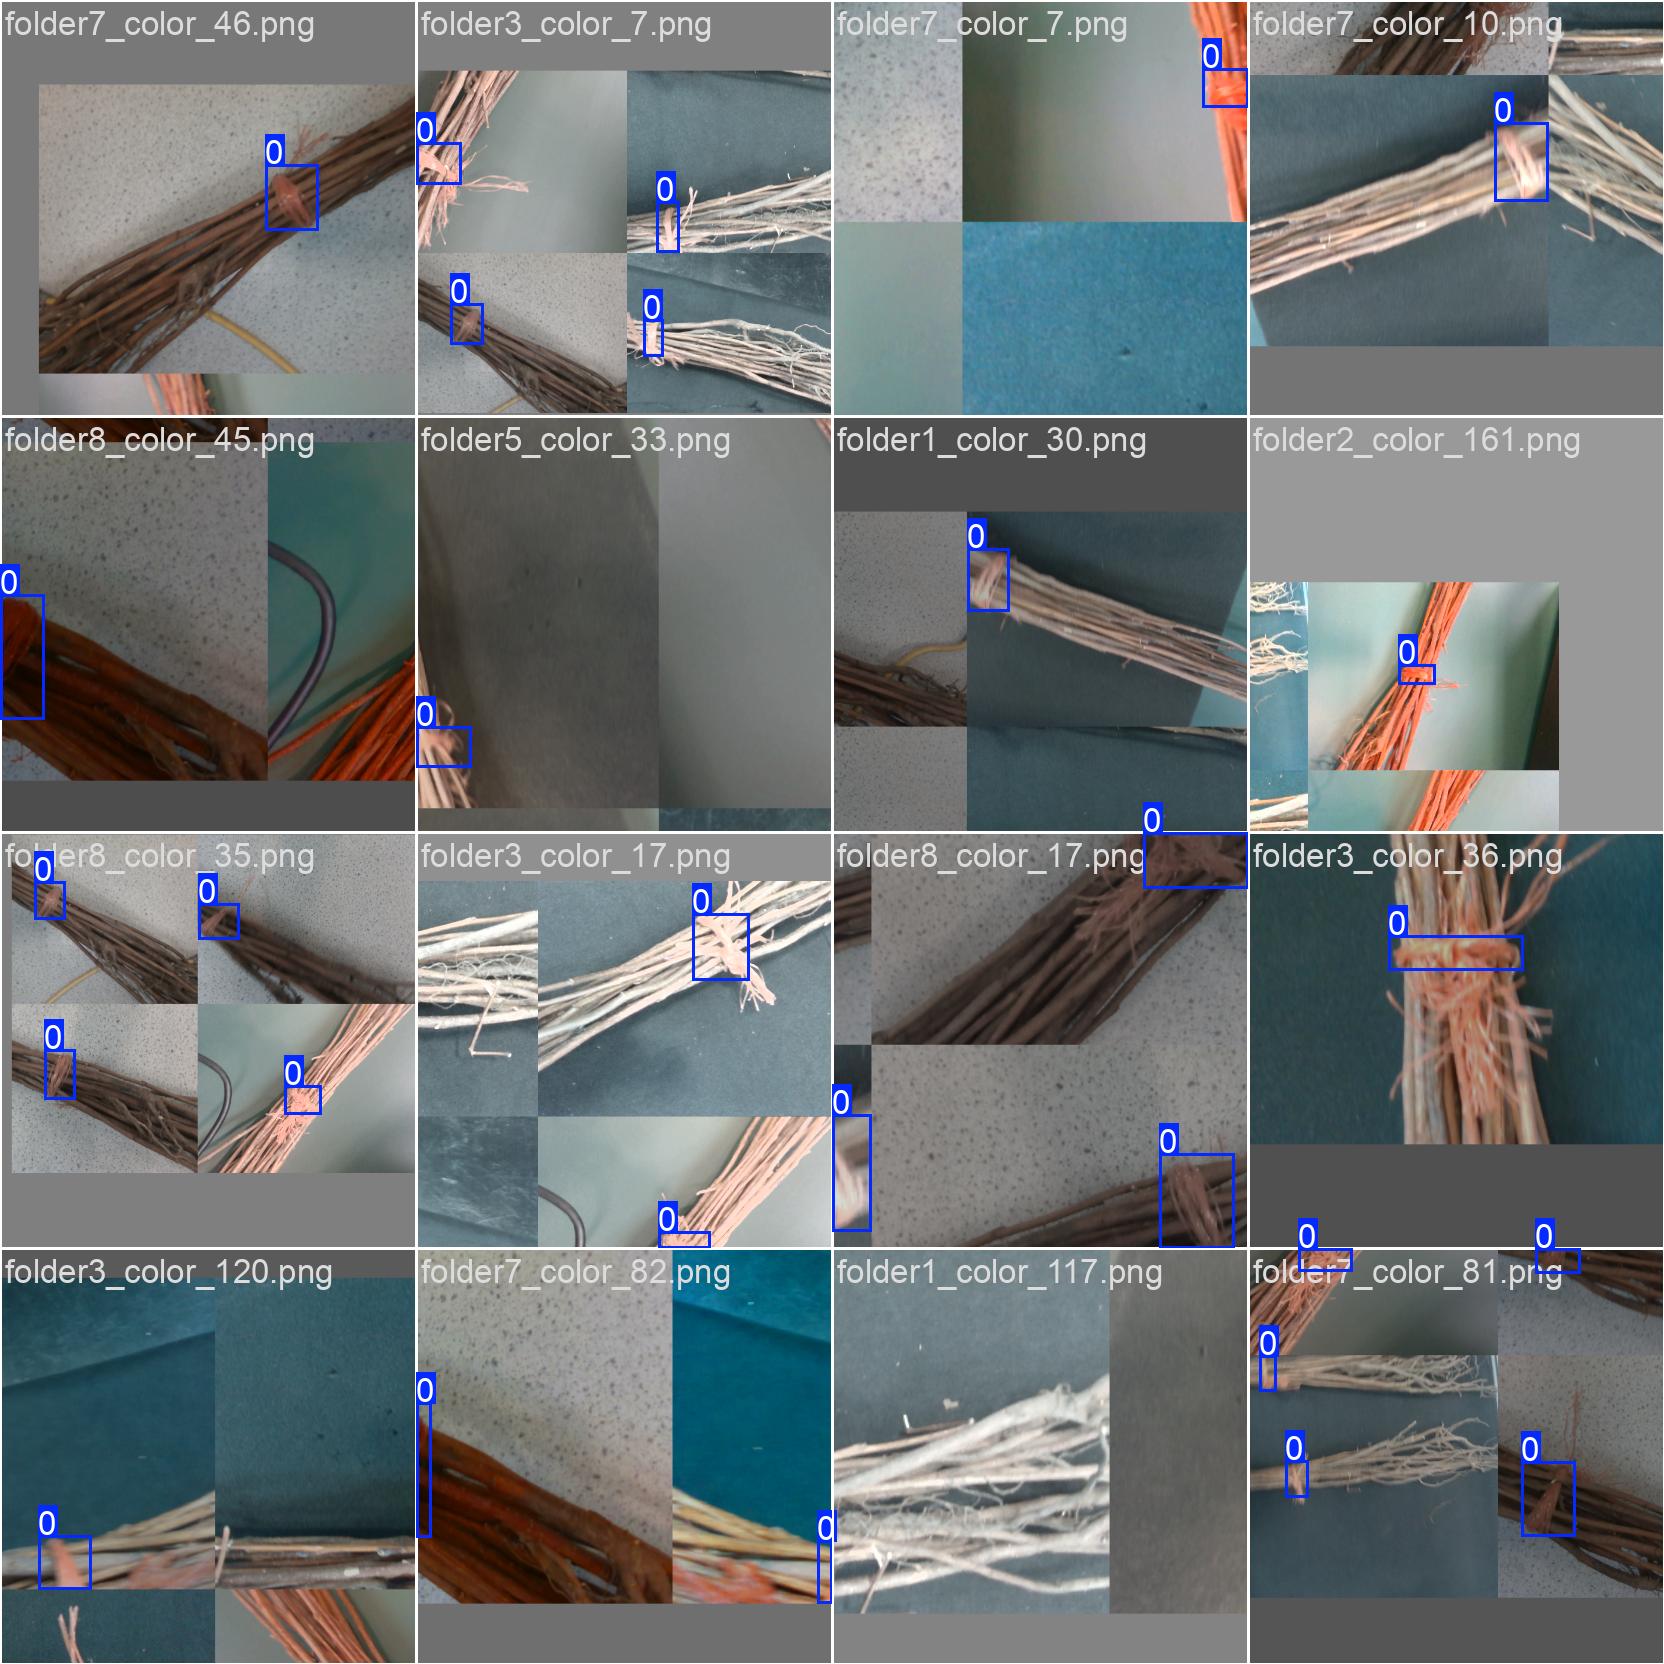 folder7_color_46.png
folder3_color_7.png
folder7_color_7.png
folder7_color_10.png
0
0
0
0
0
0
0
folder8_color_45.png
folder5_color_33.png
folder1_color_30.png
folder2_color_161.png
0
0
0
0
0
folder8_color_35.png
folder3_color_17.png
folder8_color_17.png
folder3_color_36.png
0
0
0
0
0
0
0
0
0
0
folder3_color_120.png
folder7_color_82.png
folder1_color_117.png
folder7_color_81.png
0
0
0
0
0
0
0
0